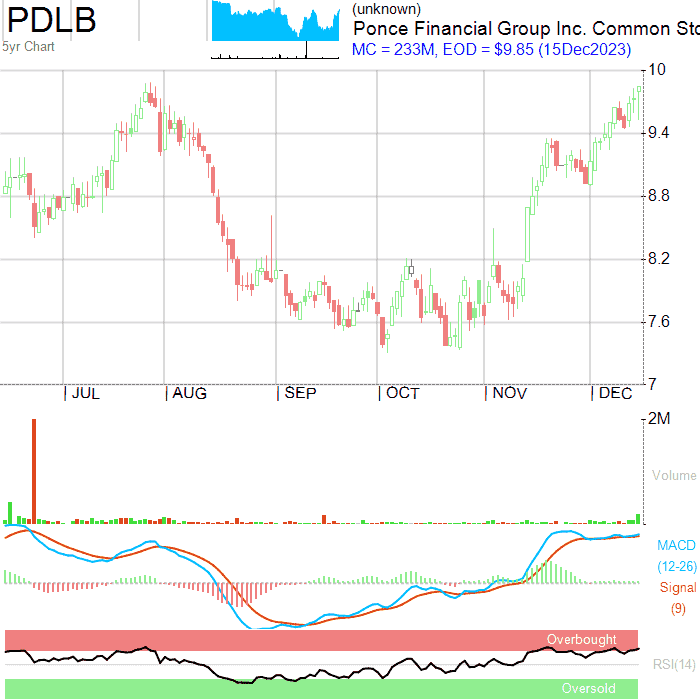 PDLB
5yr Chart
(unknown)
Ponce Financial Group Inc. Common Sto
MC = 233M, EOD = $9.85 (15Dec2023)
10
9.4
8.8
8.2
7.6
7
JUL AUG SEP OCT NOV DEC
2M
Volume
MACD
(12-26)
Signal
(9)
Overbought
RSI(14)
Oversold